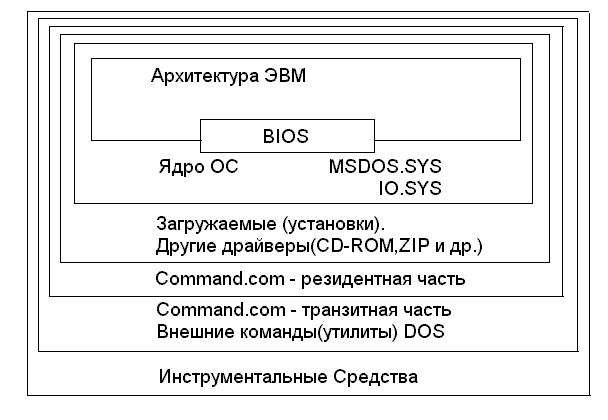 Архитектура ЭВМ
BIOS
Ядро ОС MSDOS.SYS
IO.SYS
Загружаемые (установки).
Другие драйверы(CD-ROM,ZIP и др.)
Command.com - резидентная часть
Command.com - транзитная часть
Внешние команды(утилиты) DOS
Инструментальные Средства